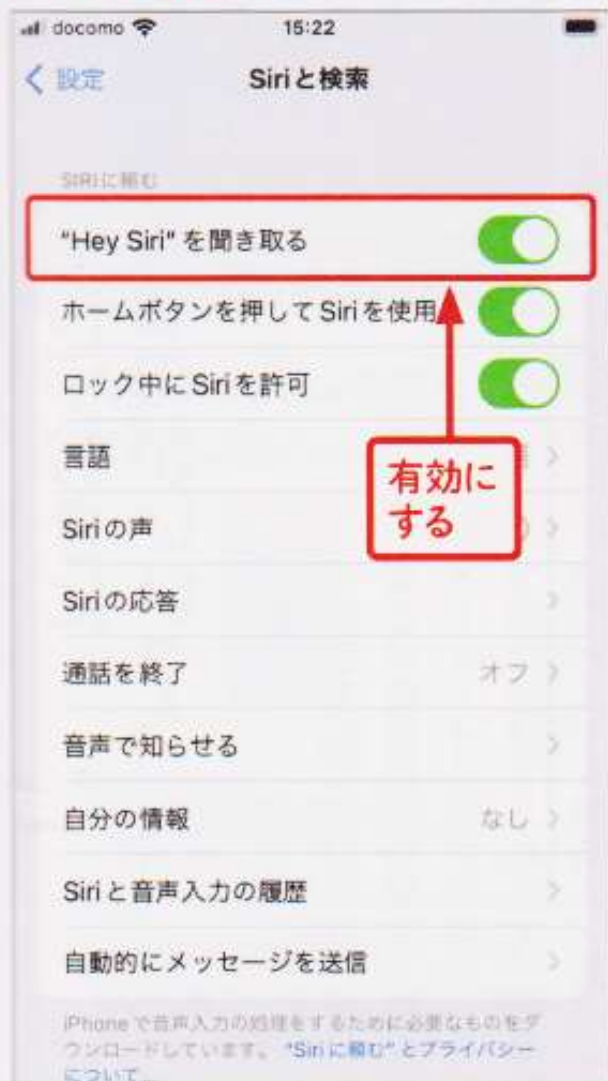 docomo 15:22
設定 Siriと検索
SIRIに頼む
"Hey Siri" を聞き取る
ホームボタンを押してSiriを使用
ロック中にSiriを許可
言語
有効に
する
Siriの声
Siriの応答
通話を終了 オフ
音声で知らせる
自分の情報 なし
Siriと音声入力の履歴
自動的にメッセージを送信
iPhoneで音声入力の処理をするために必要なものをダ
ウンロードしています。 "Siriに頼む"とプライバシー
について...